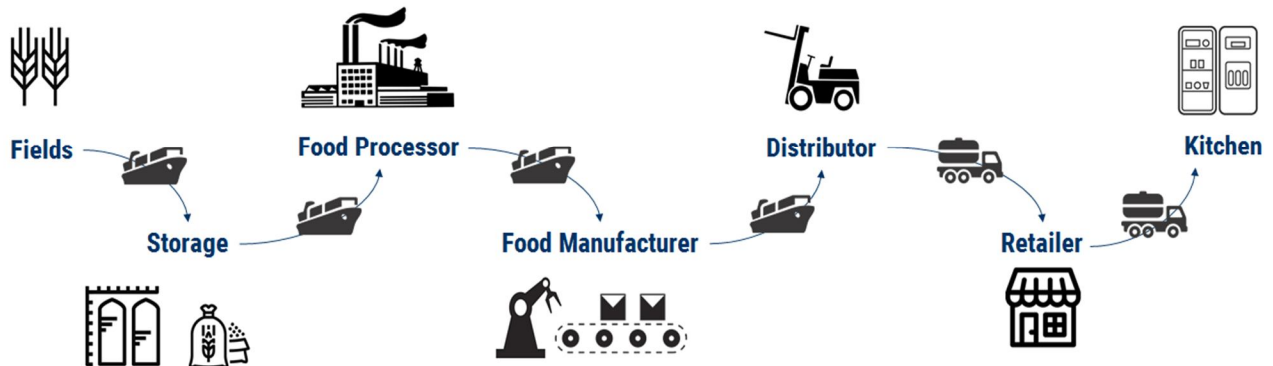 Fields
Storage
Food Processor
Food Manufacturer
Distributor
Retailer
Kitchen